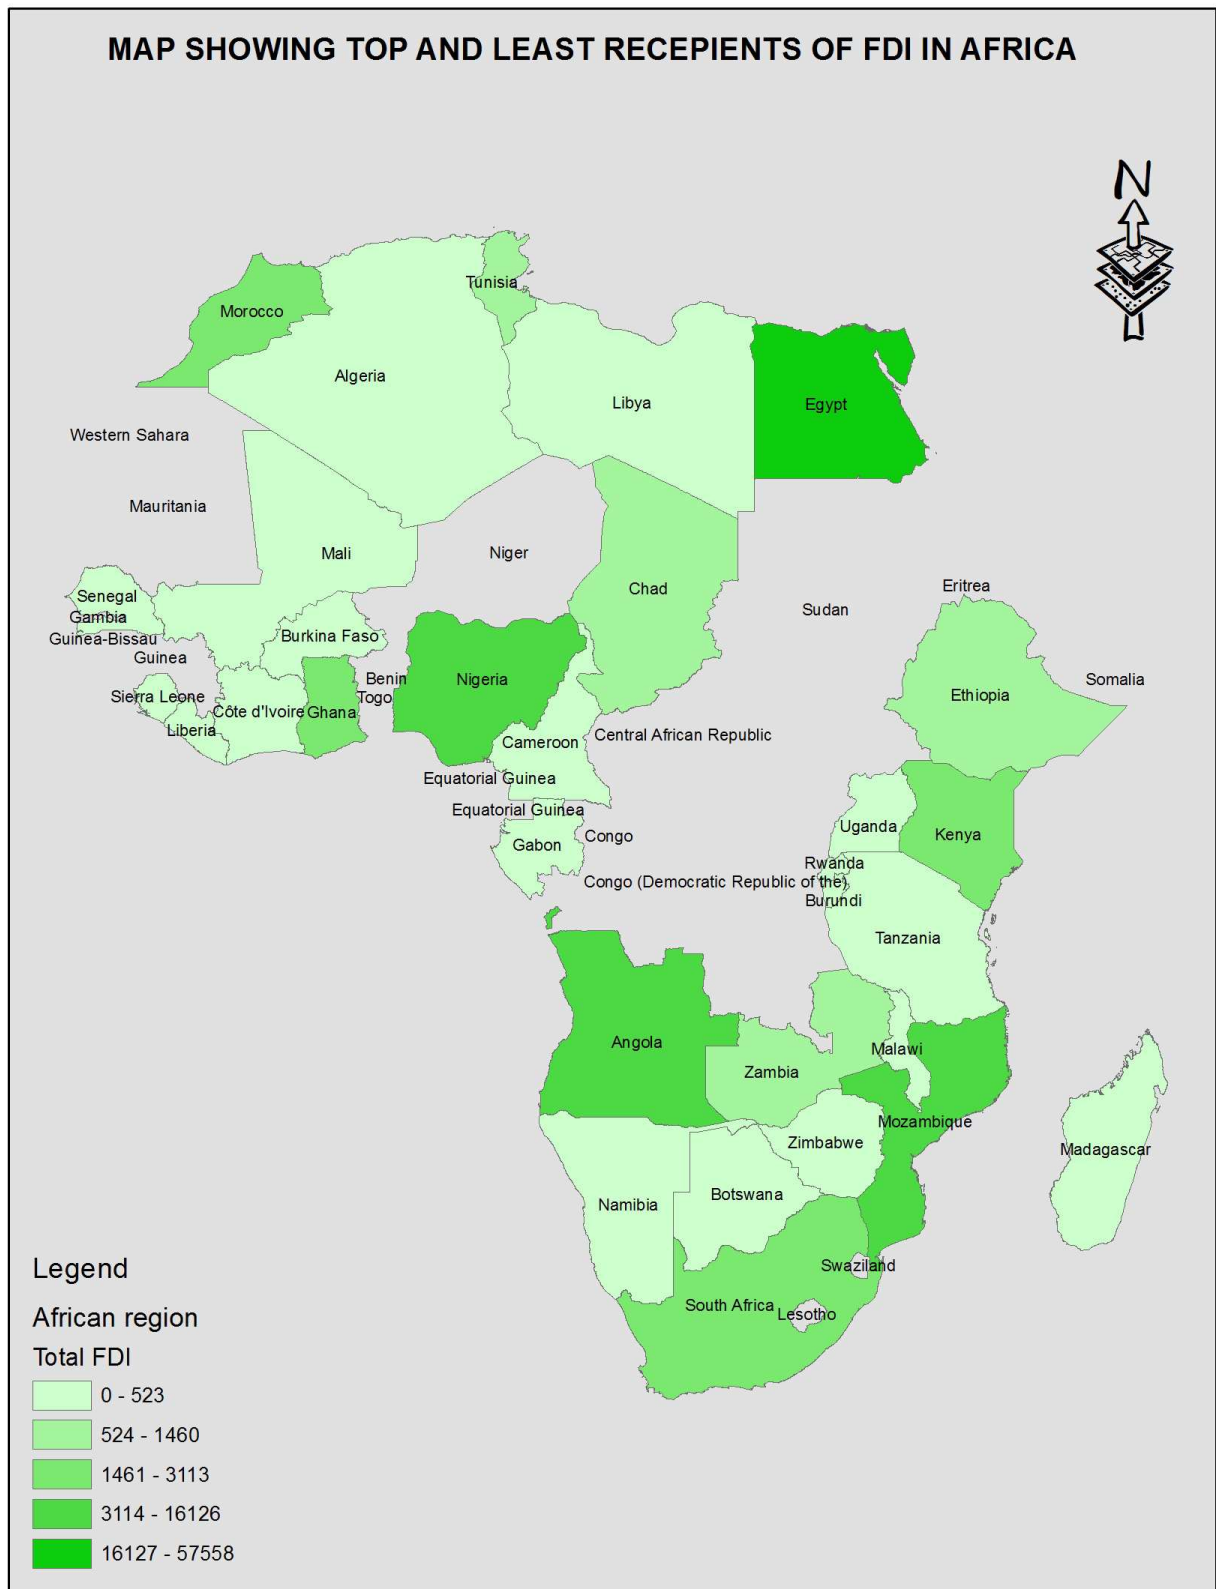 MAP SHOWING TOP AND LEAST RECEPIENTS OF FDI IN AFRICA
N
Tunisia
Morocco
Algeria
Libya
Egypt
Western Sahara
Mauritania
Mali
Niger
Chad
Eritrea
Senegal
Sudan
Gambia
Guinea-Bissau
Burkina Faso
Guinea
Benin
Nigeria
Somalia
Sierra Leone
Togo
Ethiopia
Côte d'Ivoire
Ghana
Liberia
Central African Republic
Cameroon
Equatorial Guinea
Equatorial Guinea
Uganda
Kenya
Congo
Gabon
Rwanda
Congo (Democratic Republic of the)
Burundi
Tanzania
Angola
Malawi
Zambia
Mozambique
Zimbabwe
Madagascar
Botswana
Namibia
Swaziland
South Africa
Lesotho
Legend
African region
Total FDI
0 - 523
524 - 1460
1461 - 3113
3114 - 16126
16127 - 57558